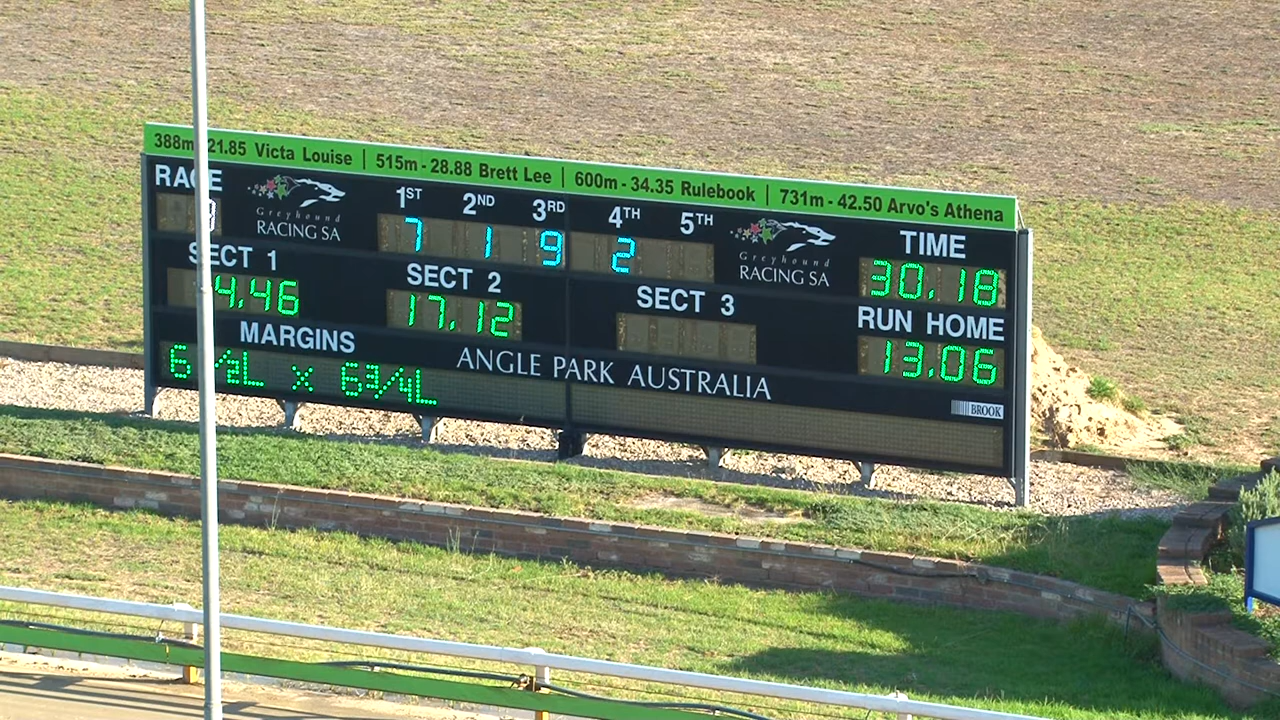 388m 21.85 Victa Louise | 515m - 28.88 Brett Lee | 600m - 34.35 Rulebook | 731m - 42.50 Arvo's Athena
RACE
Greyhound
RACING SA
1ST 2ND 3RD 4TH 5TH
7 1 9 2
Greyhound
RACING SA
TIME
30.18
SECT 1
4.46
SECT 2
17.12
SECT 3
RUN HOME
13.06
MARGINS
6 /2L x 6 3/4L
ANGLE PARK AUSTRALIA
BROOK